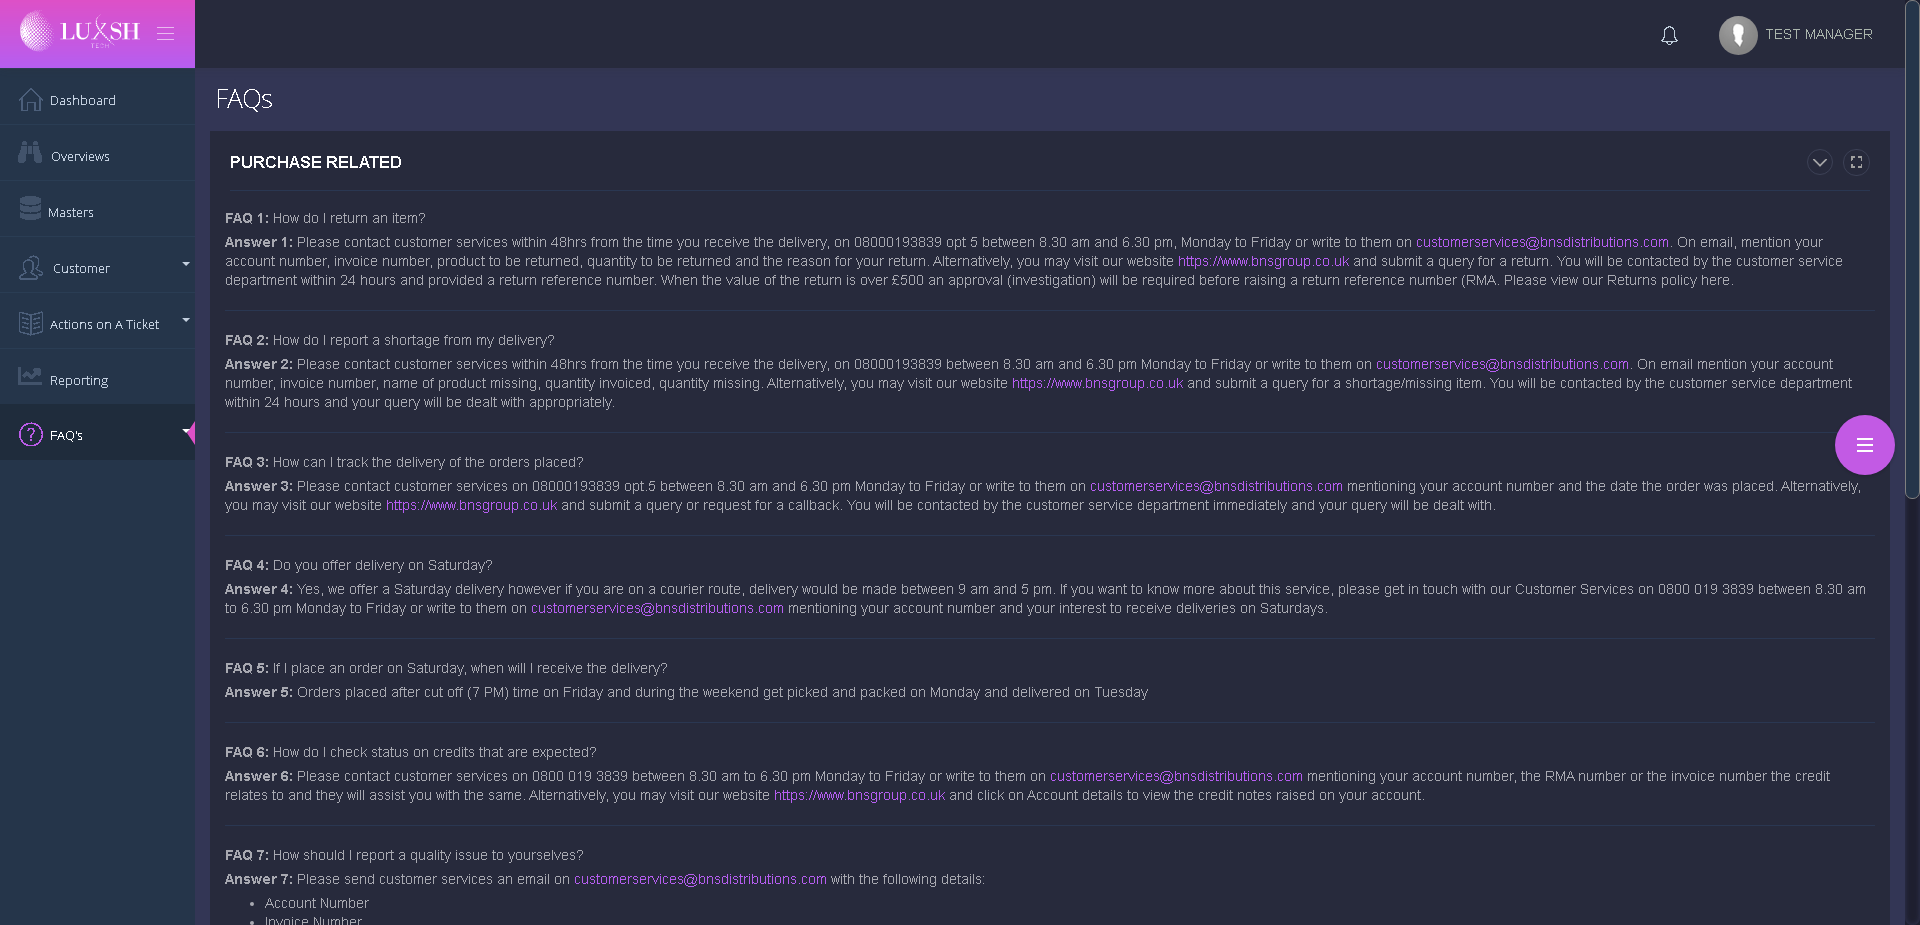 LUXSH
TECH
TEST MANAGER
Dashboard
Overviews
Masters
Customer
Actions on A Ticket
Reporting
FAQ's
FAQs
PURCHASE RELATED
FAQ 1: How do I return an item?
Answer 1: Please contact customer services within 48hrs from the time you receive the delivery, on 08000193839 opt 5 between 8.30 am and 6.30 pm, Monday to Friday or write to them on customerservices@bnsdistributions.com. On email, mention your
account number, invoice number, product to be returned, quantity to be returned and the reason for your return. Alternatively, you may visit our website https://www.bnsgroup.co.uk and submit a query for a return. You will be contacted by the customer service
department within 24 hours and provided a return reference number. When the value of the return is over £500 an approval (investigation) will be required before raising a return reference number (RMA. Please view our Returns policy here.
FAQ 2: How do I report a shortage from my delivery?
Answer 2: Please contact customer services within 48hrs from the time you receive the delivery, on 08000193839 between 8.30 am and 6.30 pm Monday to Friday or write to them on customerservices@bnsdistributions.com. On email mention your account
number, invoice number, name of product missing, quantity invoiced, quantity missing. Alternatively, you may visit our website https://www.bnsgroup.co.uk and submit a query for a shortage/missing item. You will be contacted by the customer service department
within 24 hours and your query will be dealt with appropriately.
FAQ 3: How can I track the delivery of the orders placed?
Answer 3: Please contact customer services on 08000193839 opt.5 between 8.30 am and 6.30 pm Monday to Friday or write to them on customerservices@bnsdistributions.com mentioning your account number and the date the order was placed. Alternatively,
you may visit our website https://www.bnsgroup.co.uk and submit a query or request for a callback. You will be contacted by the customer service department immediately and your query will be dealt with.
FAQ 4: Do you offer delivery on Saturday?
Answer 4: Yes, we offer a Saturday delivery however if you are on a courier route, delivery would be made between 9 am and 5 pm. If you want to know more about this service, please get in touch with our Customer Services on 0800 019 3839 between 8.30 am
to 6.30 pm Monday to Friday or write to them on customerservices@bnsdistributions.com mentioning your account number and your interest to receive deliveries on Saturdays.
FAQ 5: If I place an order on Saturday, when will I receive the delivery?
Answer 5: Orders placed after cut off (7 PM) time on Friday and during the weekend get picked and packed on Monday and delivered on Tuesday
FAQ 6: How do I check status on credits that are expected?
Answer 6: Please contact customer services on 0800 019 3839 between 8.30 am to 6.30 pm Monday to Friday or write to them on customerservices@bnsdistributions.com mentioning your account number, the RMA number or the invoice number the credit
relates to and they will assist you with the same. Alternatively, you may visit our website https://www.bnsgroup.co.uk and click on Account details to view the credit notes raised on your account.
FAQ 7: How should I report a quality issue to yourselves?
Answer 7: Please send customer services an email on customerservices@bnsdistributions.com with the following details:
• Account Number
• Invoice Number